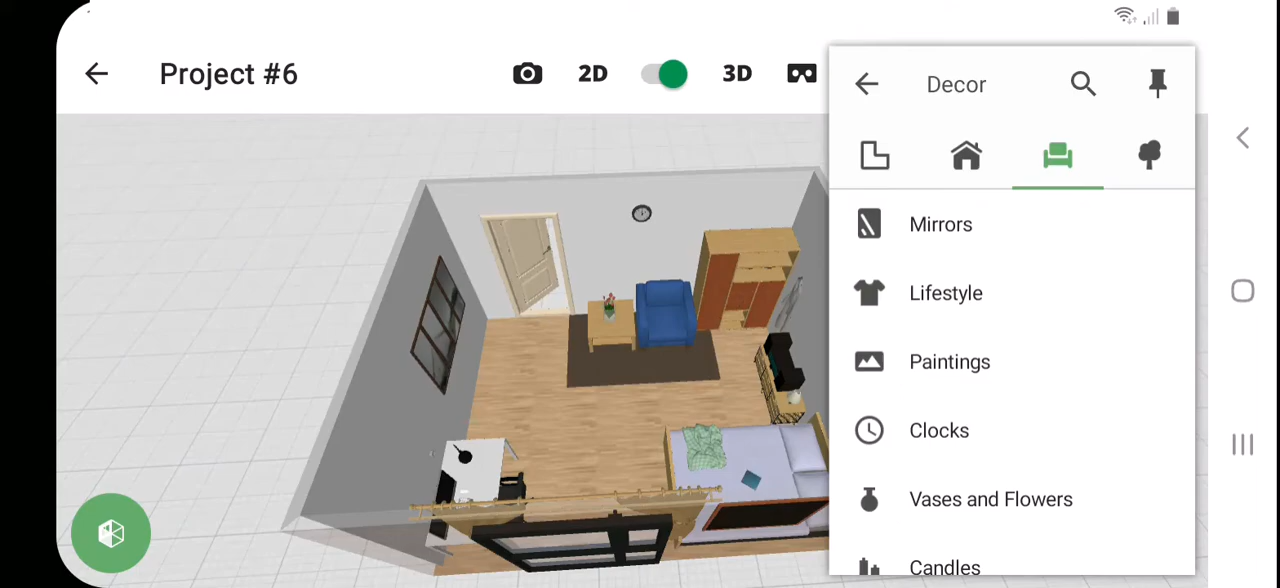 Project #6
2D
3D
Decor
Mirrors
Lifestyle
Paintings
Clocks
Vases and Flowers
Candles